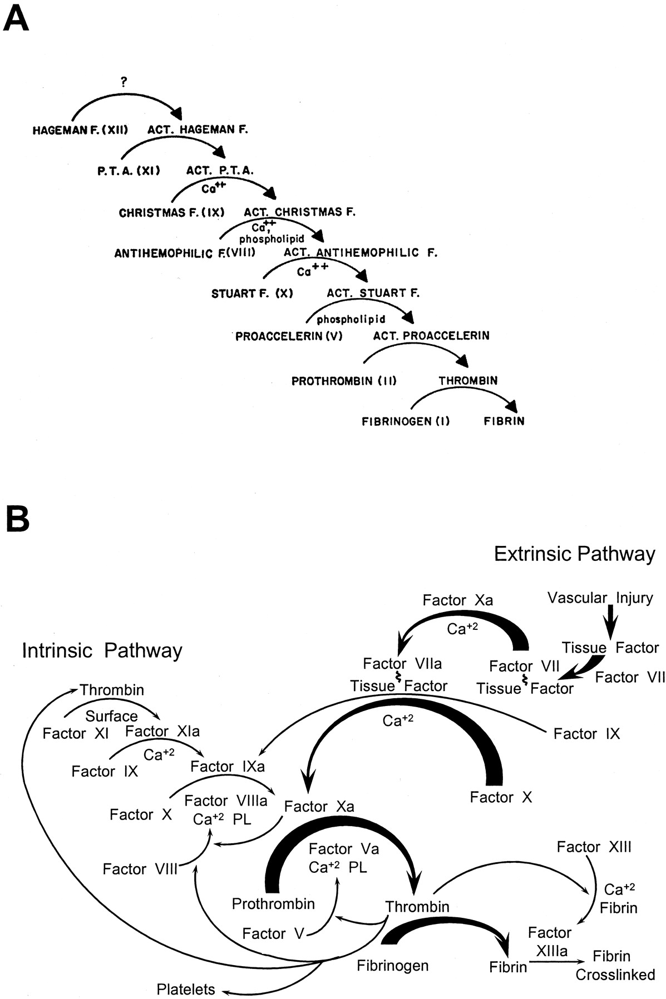 A
?
HAGEMAN F. (XII) ACT. HAGEMAN F.
P.T.A. (XI) ACT. P.T.A.
Ca++
CHRISTMAS F. (IX) ACT. CHRISTMAS F.
Ca++,
phospholipid
ANTIHEMOPHILIC F.(VIII) ACT. ANTIHEMOPHILIC F.
Ca++
STUART F. (X) ACT. STUART F.
phospholipid
PROACCELERIN (V) ACT. PROACCELERIN
PROTHROMBIN (II) THROMBIN
FIBRINOGEN (I) FIBRIN
B
Extrinsic Pathway
Vascular Injury
Factor Xa
Ca+2
Tissue Factor
Factor VII
Factor VII
Tissue Factor
Factor VIIa
Tissue Factor
Ca+2
Factor IX
Factor X
Intrinsic Pathway
Thrombin
Surface
Factor XI Factor XIa
Ca+2
Factor IX
Factor IXa
Factor X
Factor VIIIa
Ca+2 PL
Factor Xa
Factor VIII
Factor Va
Ca+2 PL
Prothrombin
Thrombin
Factor V
Factor XIII
Ca+2
Fibrin
Factor
XIIIa
Fibrinogen
Fibrin
Fibrin
Crosslinked
Platelets